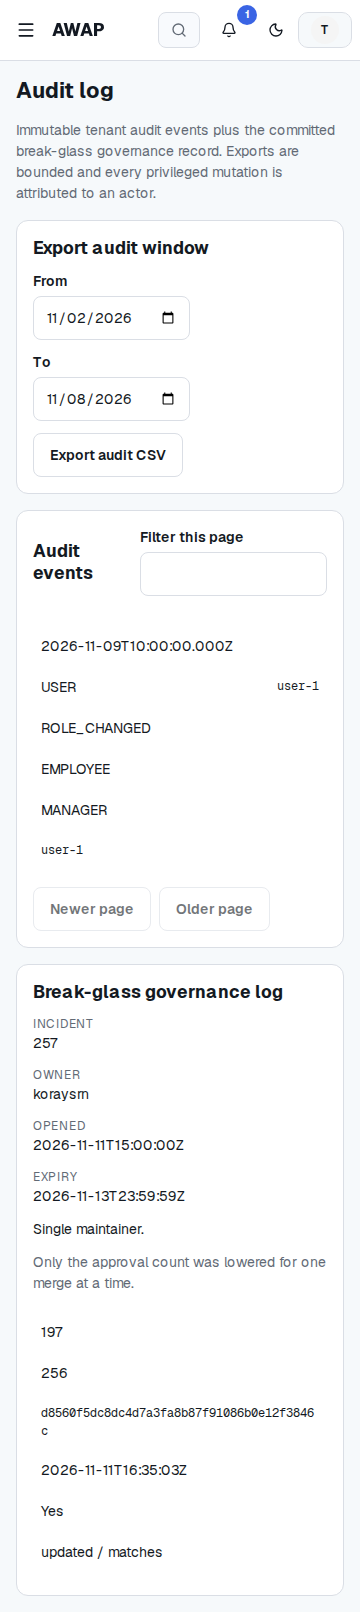 AWAP
1
T
Audit log
Immutable tenant audit events plus the committed
break-glass governance record. Exports are
bounded and every privileged mutation is
attributed to an actor.
Export audit window
From
11/02/2026
To
11/08/2026
Export audit CSV
Audit
events
Filter this page
2026-11-09T10:00:00.000Z
USER user-1
ROLE_CHANGED
EMPLOYEE
MANAGER
user-1
Newer page Older page
Break-glass governance log
INCIDENT
257
OWNER
koraysm
OPENED
2026-11-11T15:00:00Z
EXPIRY
2026-11-13T23:59:59Z
Single maintainer.
Only the approval count was lowered for one
merge at a time.
197
256
d8560f5dc8dc4d7a3fa8b87f91086b0e12f3846
c
2026-11-11T16:35:03Z
Yes
updated / matches